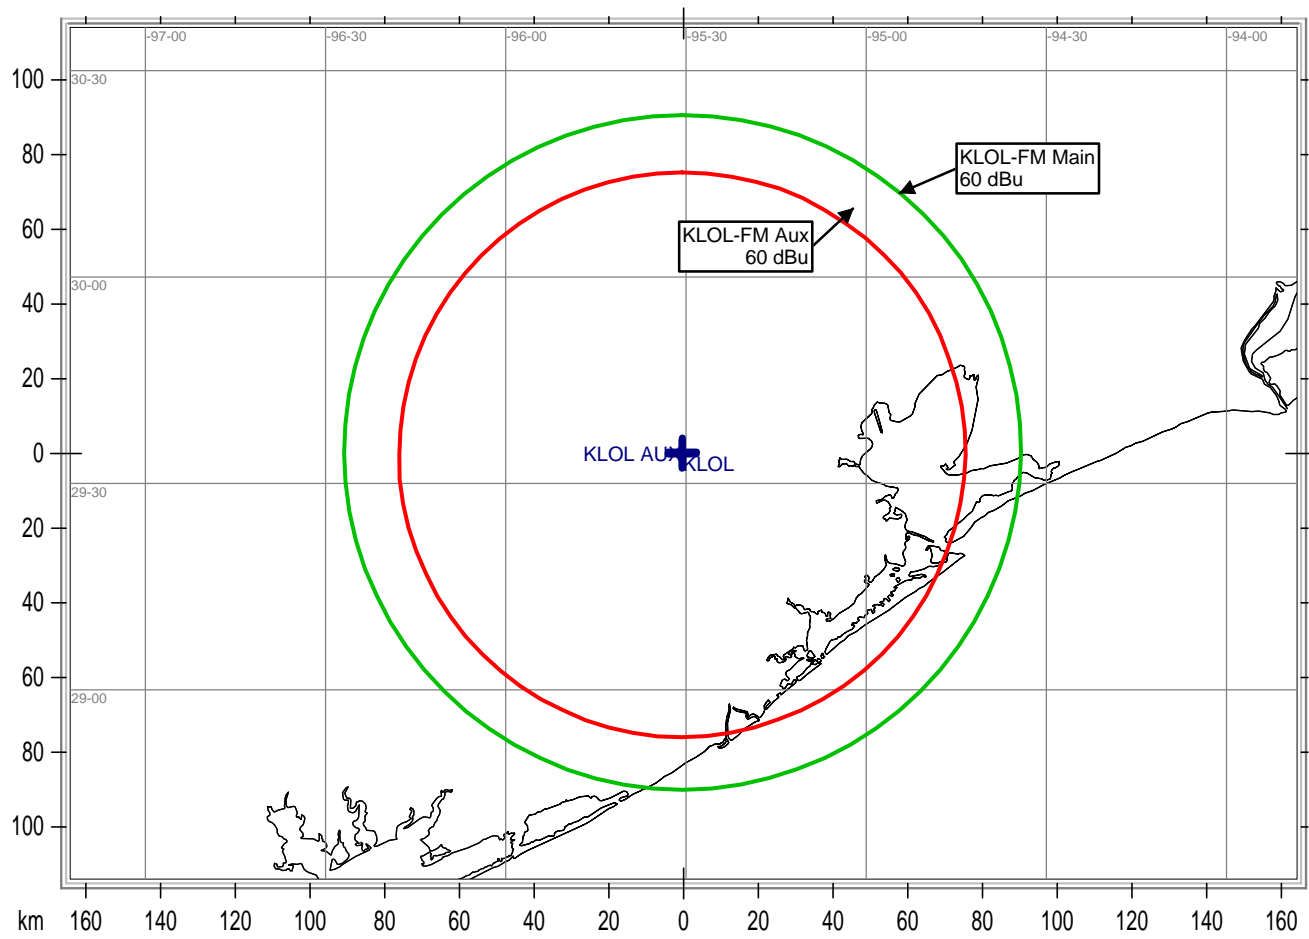 -97-00 -96-30 -96-00 -95-30 -95-00 -94-30 -94-00
30-30
100
80
KLOL-FM Main
60 dBu
60
KLOL-FM Aux
60 dBu
30-00
40
20
0
KLOL AUX
KLOL
29-30
20
40
60
29-00
80
100
km 160 140 120 100 80 60 40 20 0 20 40 60 80 100 120 140 160